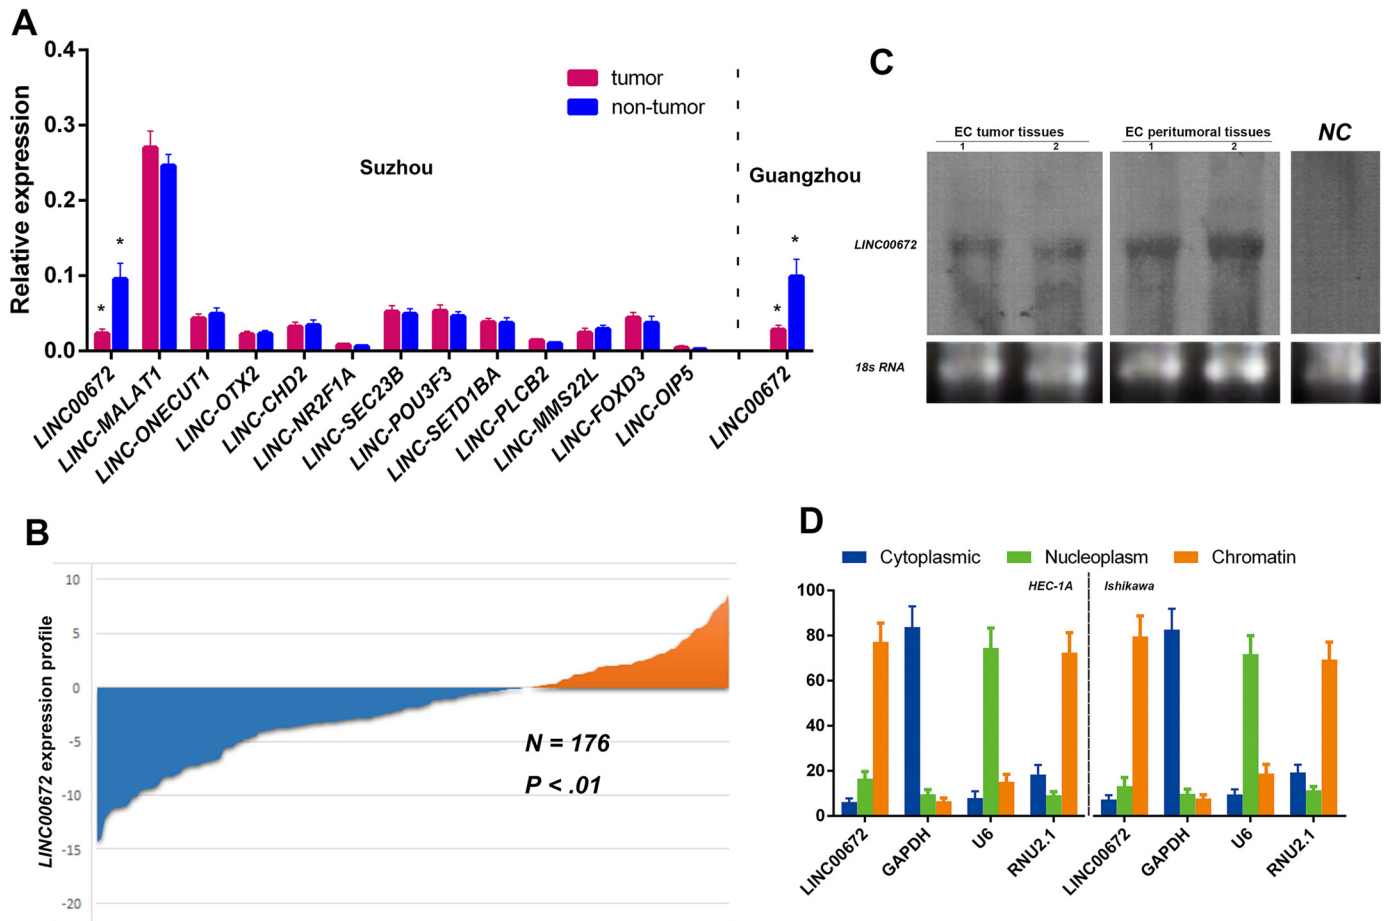 A
0.4
0.3
0.2
0.1
0.0
Relative expression
tumor
non-tumor
Suzhou
Guangzhou
*
*
*
*
LINC00672
LINC-MALAT1
LINC-ONECUT1
LINC-OTX2
LINC-CHD2
LINC-NR2F1A
LINC-SEC23B
LINC-POU3F3
LINC-SETD1BA
LINC-PLCB2
LINC-MMS22L
LINC-FOXD3
LINC-OIP5
LINC00672
B
10
5
0
-5
-10
-15
-20
LINC00672 expression profile
N = 176
P < .01
C
EC tumor tissues
1 2
EC peritumoral tissues
1 2
NC
LINC00672
18s RNA
D
Cytoplasmic
Nucleoplasm
Chromatin
HEC-1A
Ishikawa
100
80
60
40
20
0
LINC00672
GAPDH
U6
RNU2.1
LINC00672
GAPDH
U6
RNU2.1